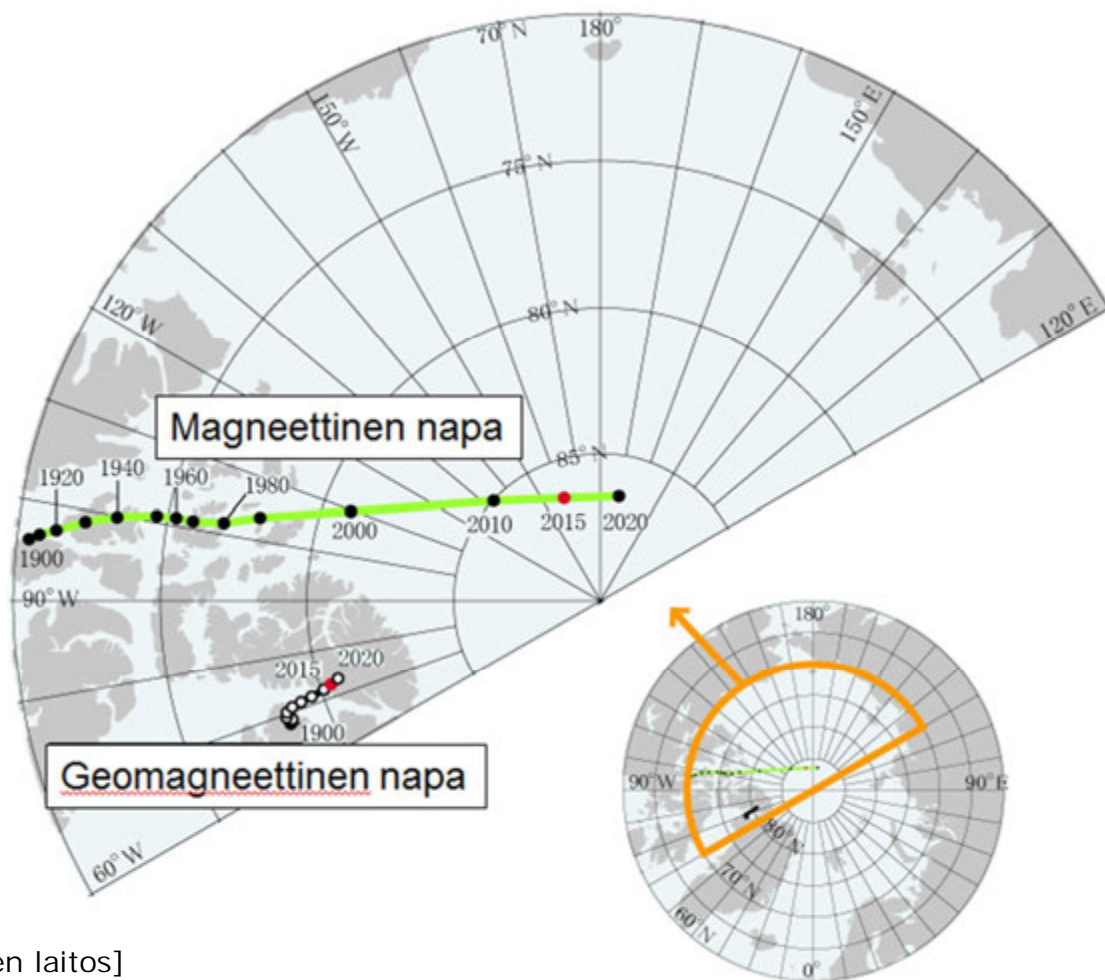 70°N
180°
150°W
150°E
75°N
120°W
80°N
120°E
Magneettinen napa
85°N
1920
1940
1960
1980
1900
2000
2010
2015
2020
90°W
2015
2020
1900
Geomagneettinen napa
60°W
180°
90°W
90°E
80°N
70°N
60°N
0°
en laitos]